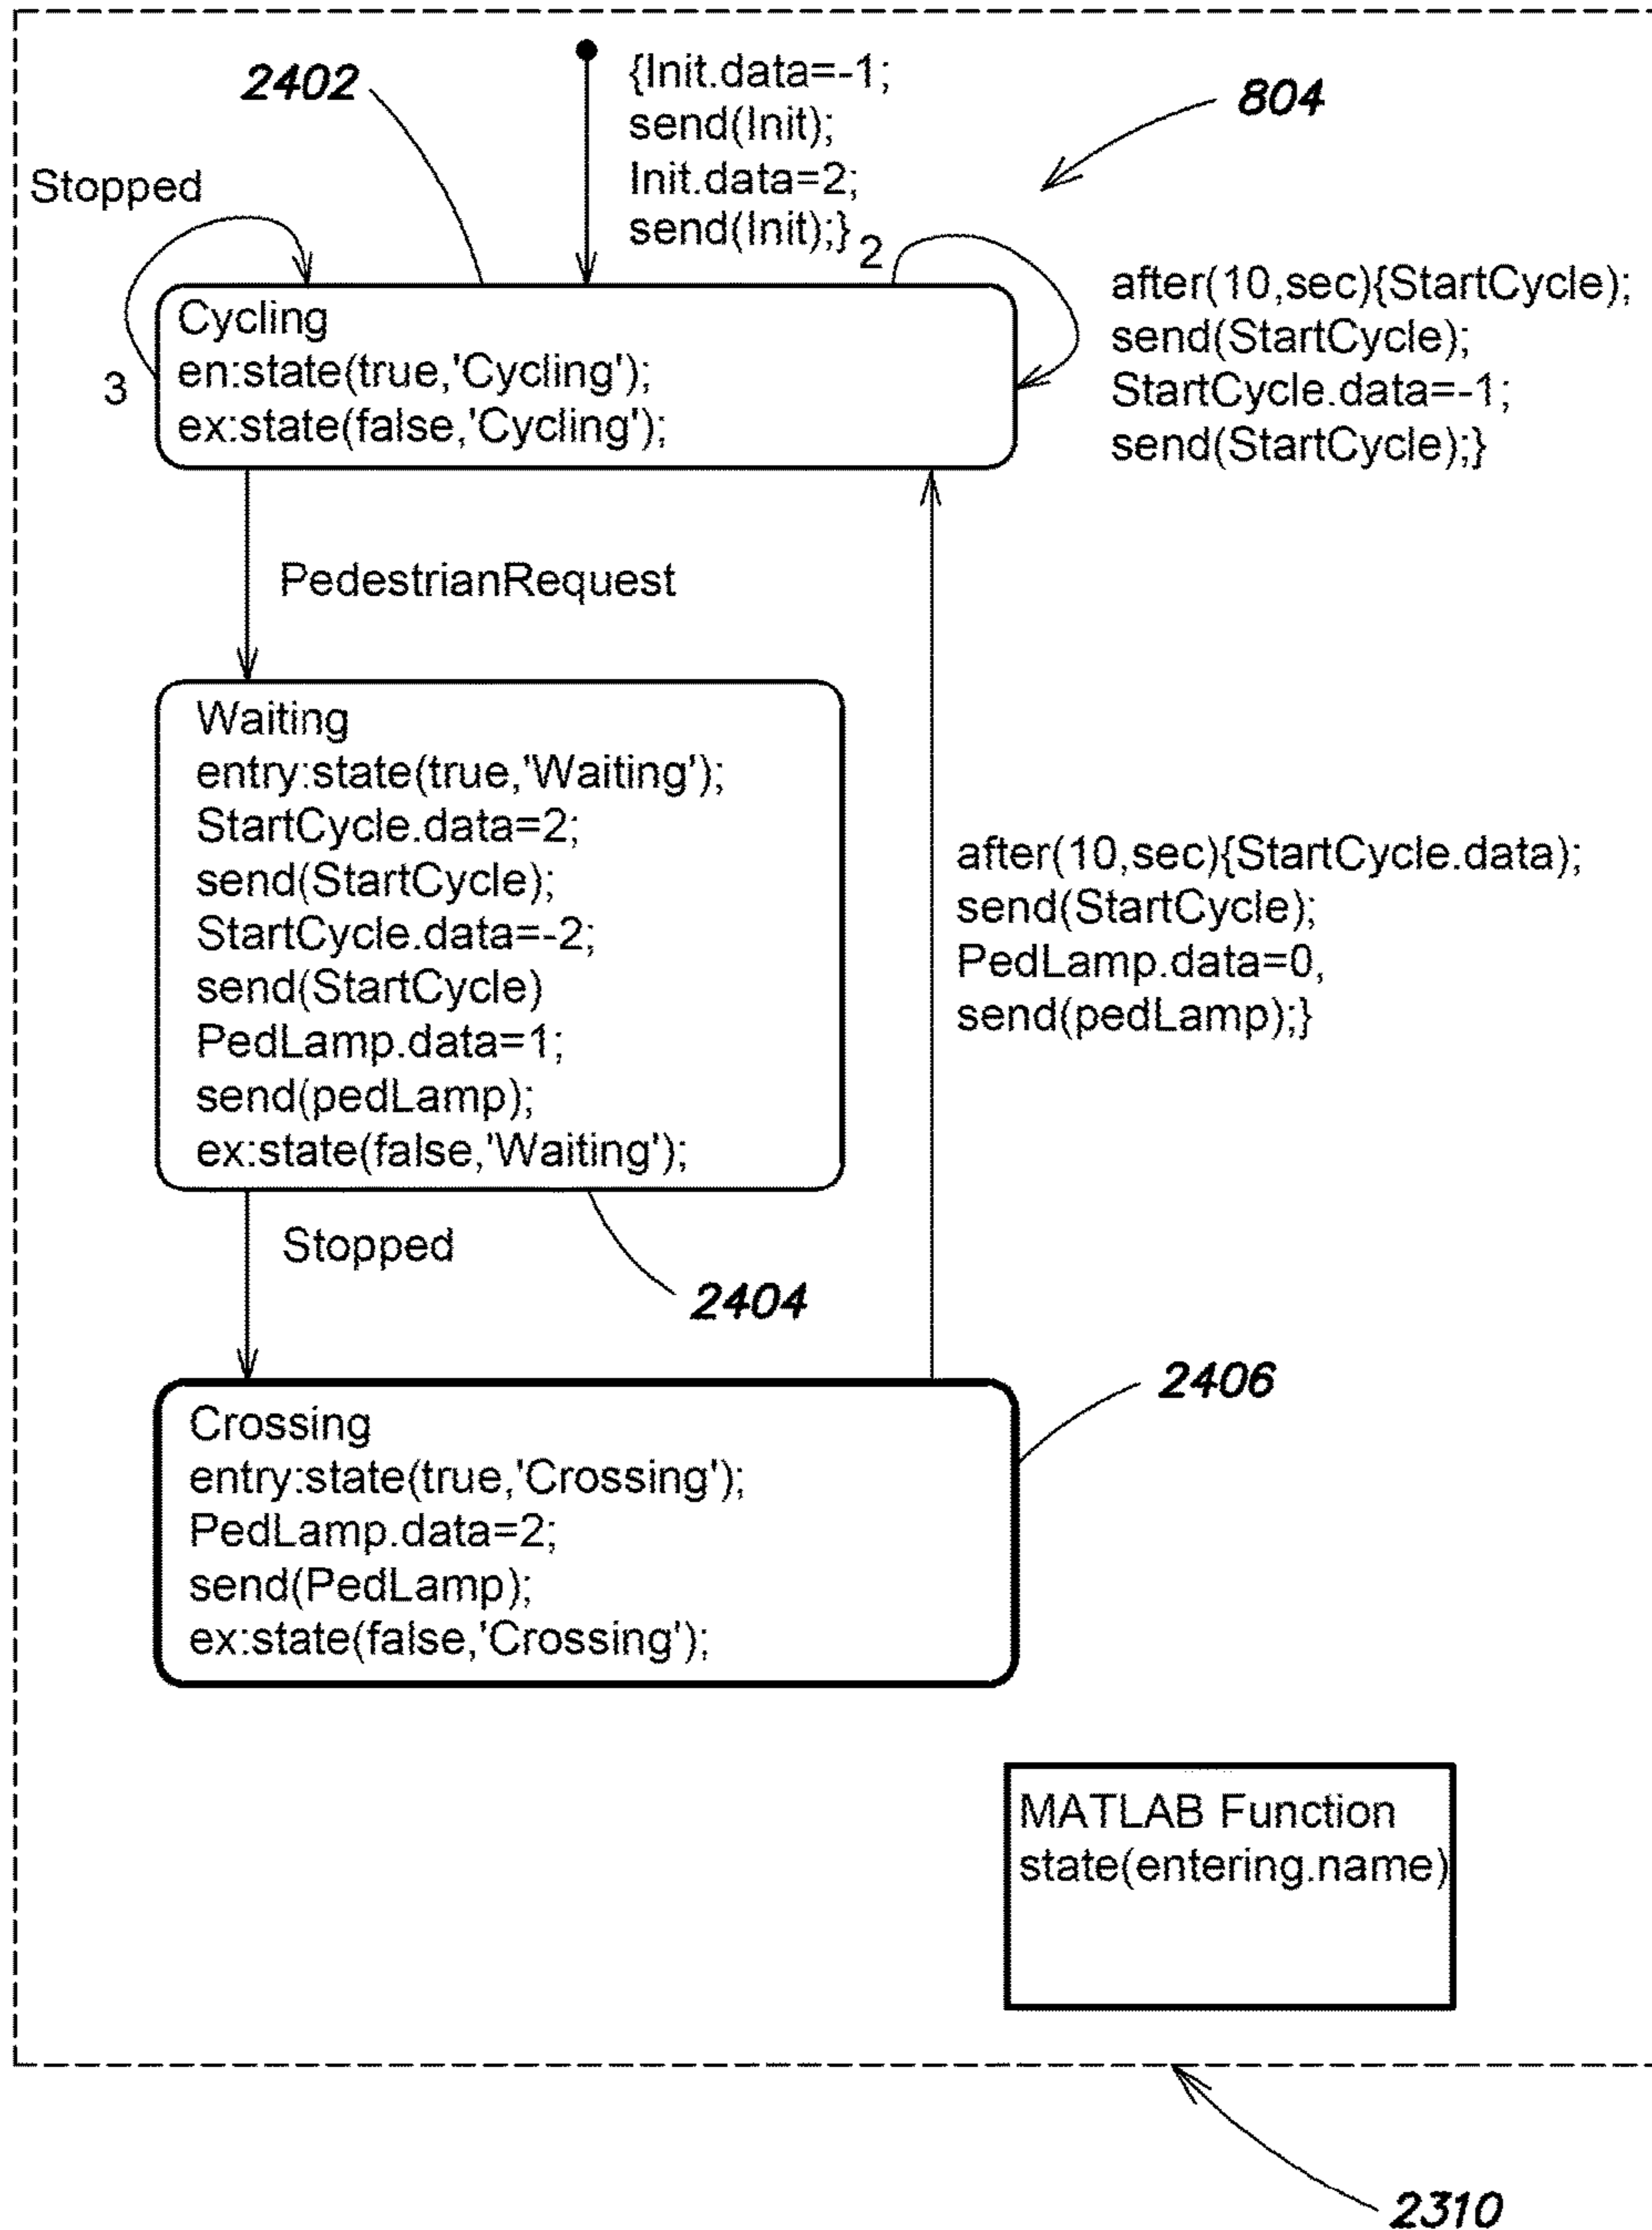 2402
{Init.data=-1;
send(Init);
Init.data=2;
send(Init);}
804
Stopped
2
3
Cycling
en:state(true,'Cycling');
ex:state(false,'Cycling');
after(10,sec){StartCycle);
send(StartCycle);
StartCycle.data=-1;
send(StartCycle);}
PedestrianRequest
Waiting
entry:state(true,'Waiting');
StartCycle.data=2;
send(StartCycle);
StartCycle.data=-2;
send(StartCycle)
PedLamp.data=1;
send(pedLamp);
ex:state(false,'Waiting');
after(10,sec){StartCycle.data);
send(StartCycle);
PedLamp.data=0,
send(pedLamp);}
Stopped
2404
2406
Crossing
entry:state(true,'Crossing');
PedLamp.data=2;
send(PedLamp);
ex:state(false,'Crossing');
MATLAB Function
state(entering.name)
2310